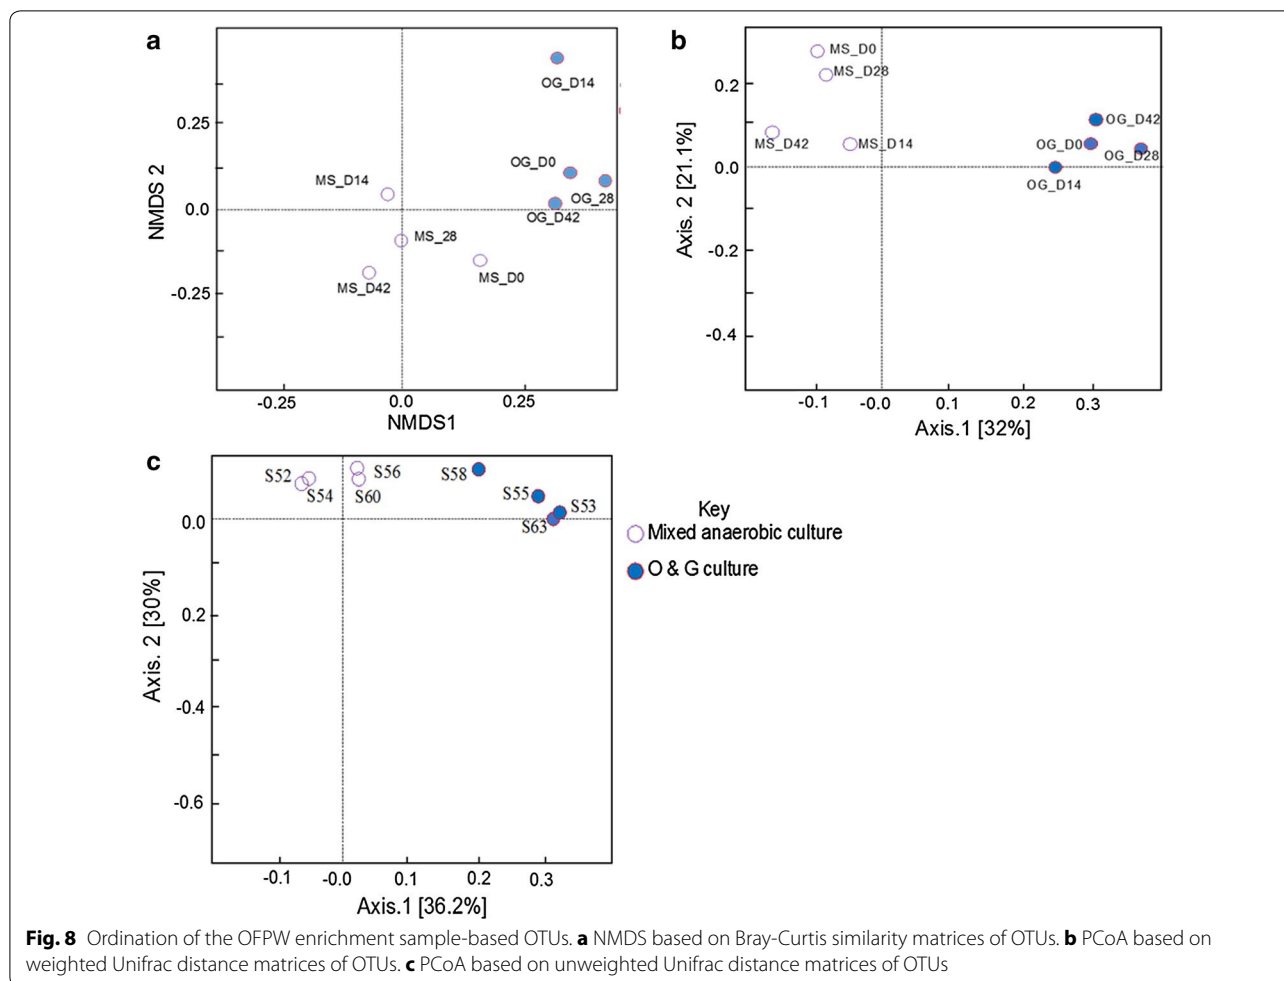 a
OG_D14
0.25
OG_D0
MS_D14
OG_28
0.0
OG_D42
MS_28
MS_D0
MS_D42
-0.25
NMDS 2
-0.25
0.0
0.25
NMDS1
b
MS_D0
MS_D28
0.2
OG_D42
MS_D42
MS_D14
OG_D0
OG_D28
0.0
OG_D14
-0.2
-0.4
Axis. 2 [21.1%]
-0.1
-0.0
0.1
0.2
0.3
Axis.1 [32%]
c
S52
S54
S56
S60
S58
S55
S53
S63
0.0
0.2
-0.4
-0.6
Axis. 2 [30%]
-0.1
-0.0
0.1
0.2
0.3
Axis.1 [36.2%]
Key
Mixed anaerobic culture
O & G culture
Fig. 8 Ordination of the OFPW enrichment sample-based OTUs. a NMDS based on Bray-Curtis similarity matrices of OTUs. b PCoA based on
weighted Unifrac distance matrices of OTUs. c PCoA based on unweighted Unifrac distance matrices of OTUs